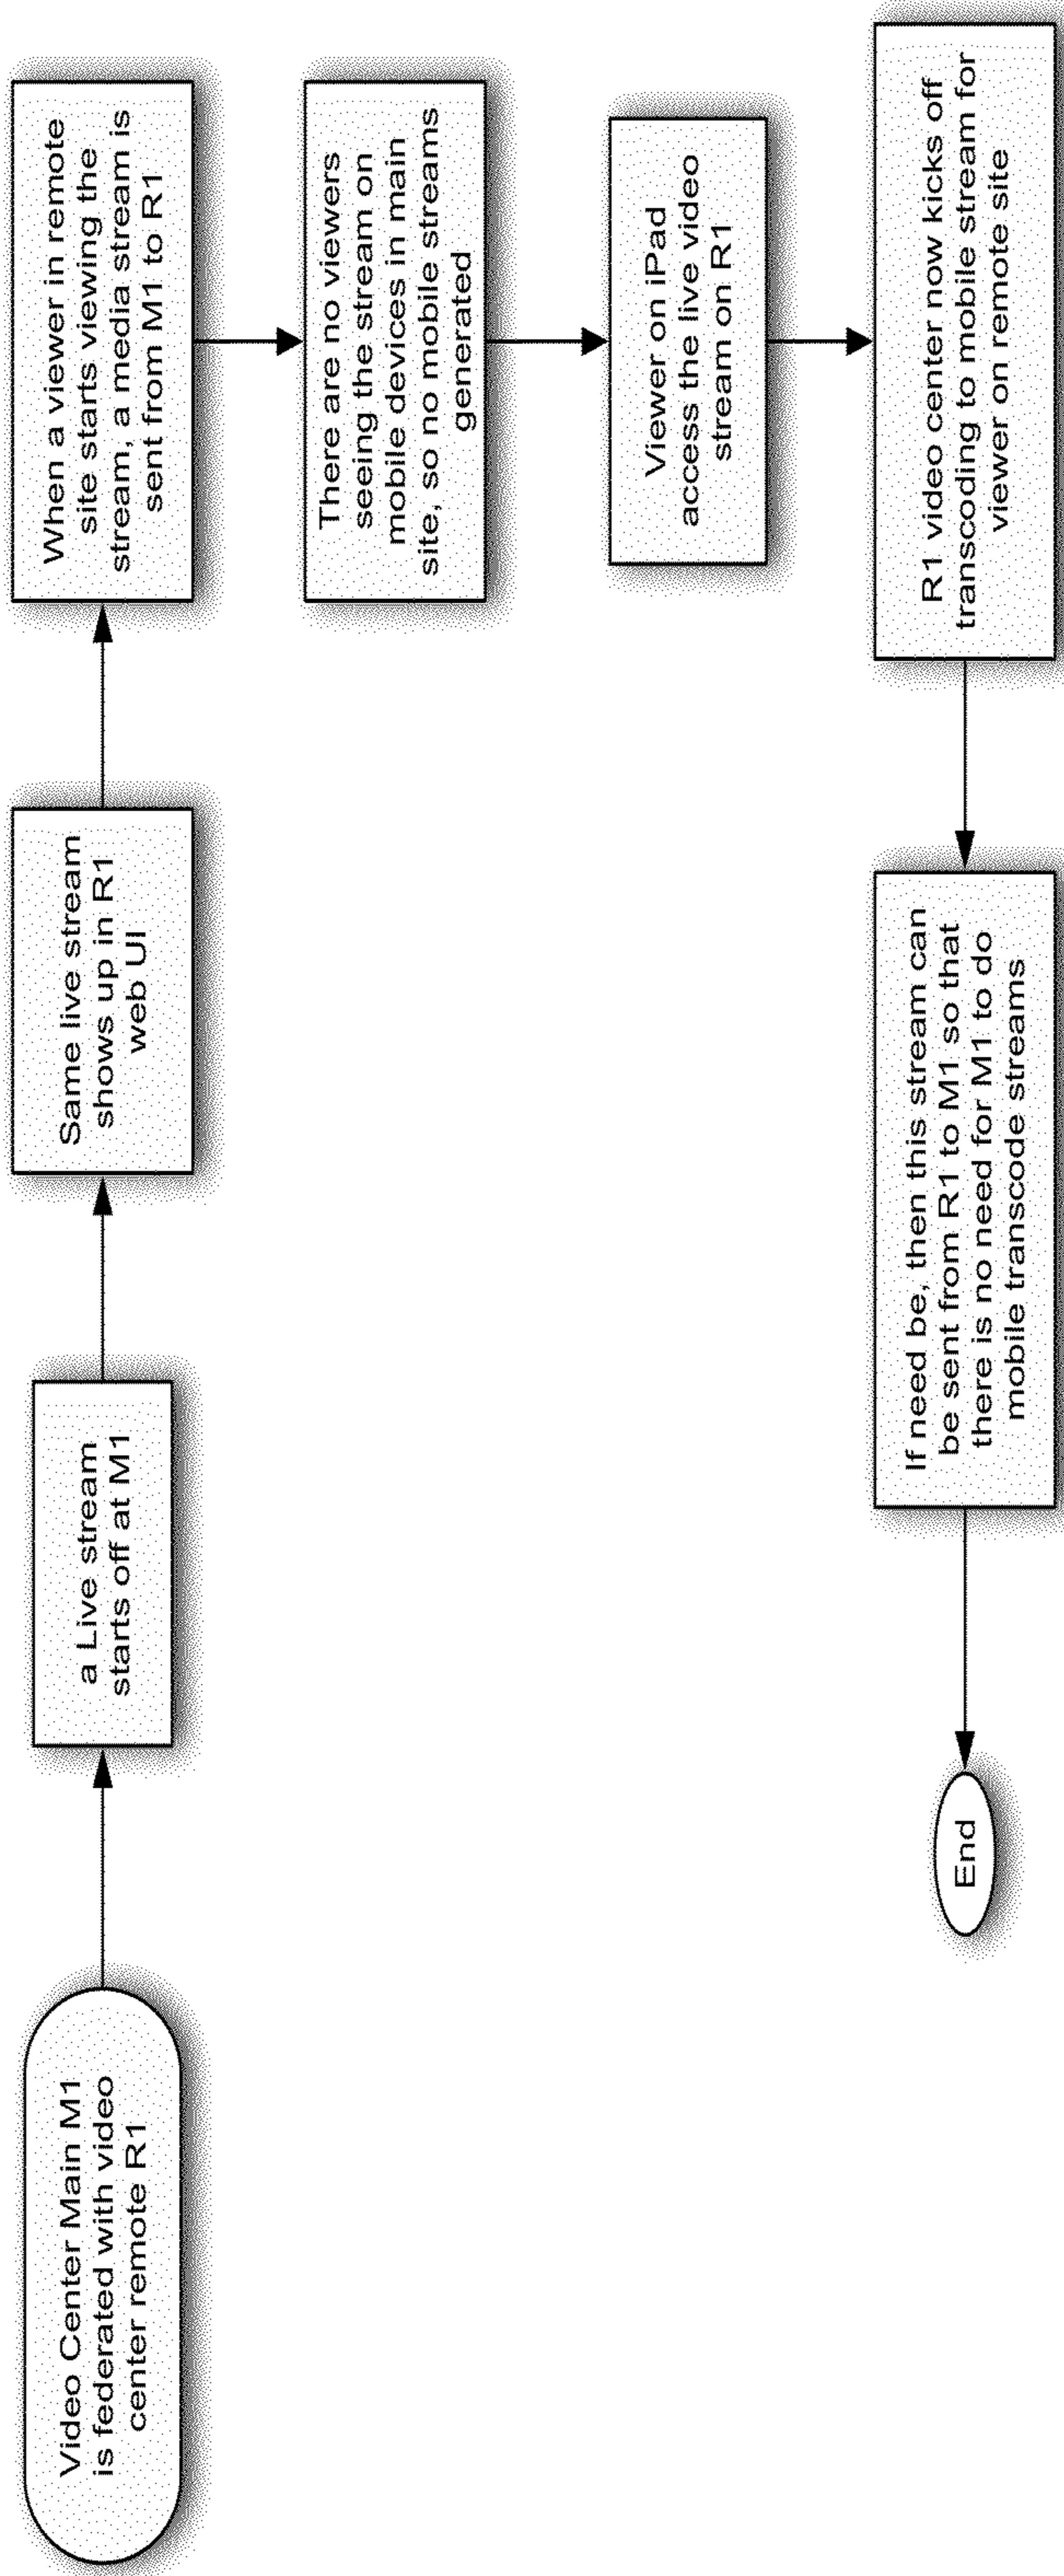 Video Center Main M1
is federated with video
center remote R1
a Live stream
starts off at M1
Same live stream
shows up in R1
web UI
When a viewer in remote
site starts viewing the
stream, a media stream is
sent from M1 to R1
There are no viewers
seeing the stream on
mobile devices in main
site, so no mobile streams
generated
Viewer on iPad
access the live video
stream on R1
R1 video center now kicks off
transcoding to mobile stream for
viewer on remote site
If need be, then this stream can
be sent from R1 to M1 so that
there is no need for M1 to do
mobile transcode streams
End